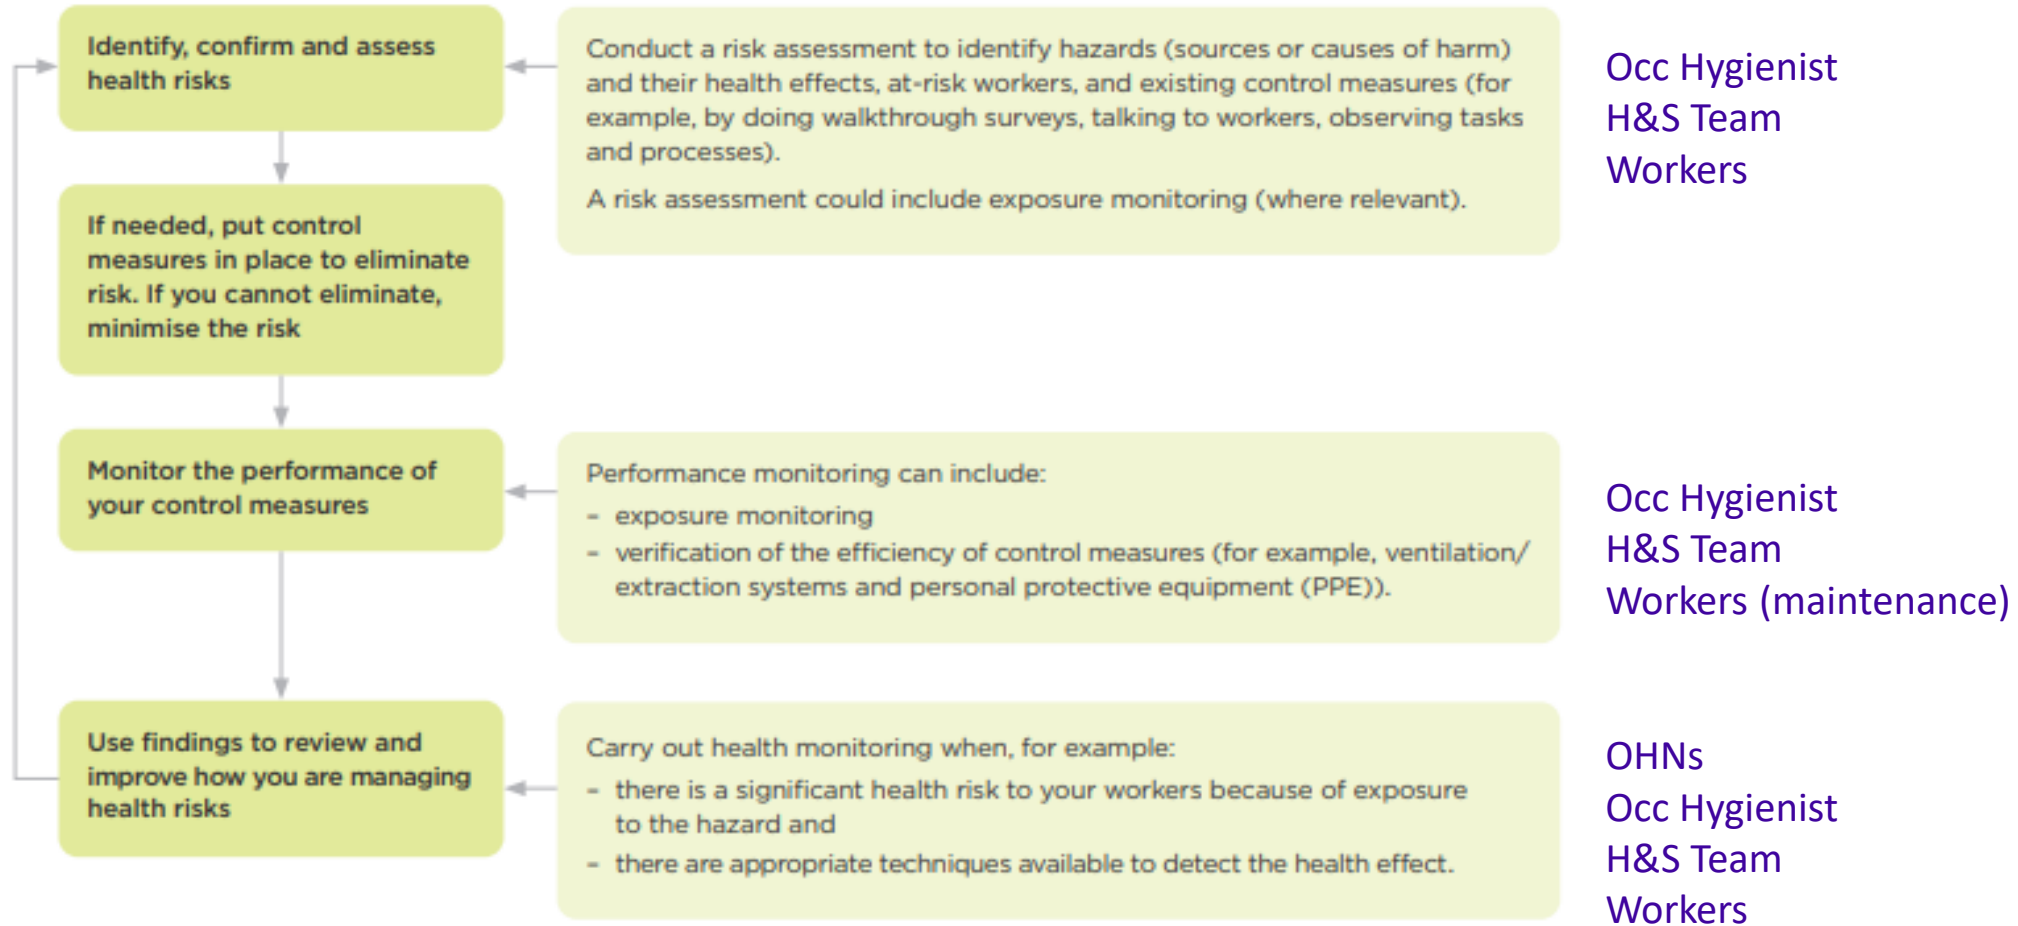 Identify, confirm and assess
health risks
Conduct a risk assessment to identify hazards (sources or causes of harm)
and their health effects, at-risk workers, and existing control measures (for
example, by doing walkthrough surveys, talking to workers, observing tasks
and processes).
A risk assessment could include exposure monitoring (where relevant).
Occ Hygienist
H&S Team
Workers
If needed, put control
measures in place to eliminate
risk. If you cannot eliminate,
minimise the risk
Monitor the performance of
your control measures
Performance monitoring can include:
- exposure monitoring
- verification of the efficiency of control measures (for example, ventilation/
extraction systems and personal protective equipment (PPE)).
Occ Hygienist
H&S Team
Workers (maintenance)
Use findings to review and
improve how you are managing
health risks
Carry out health monitoring when, for example:
- there is a significant health risk to your workers because of exposure
to the hazard and
- there are appropriate techniques available to detect the health effect.
OHNs
Occ Hygienist
H&S Team
Workers